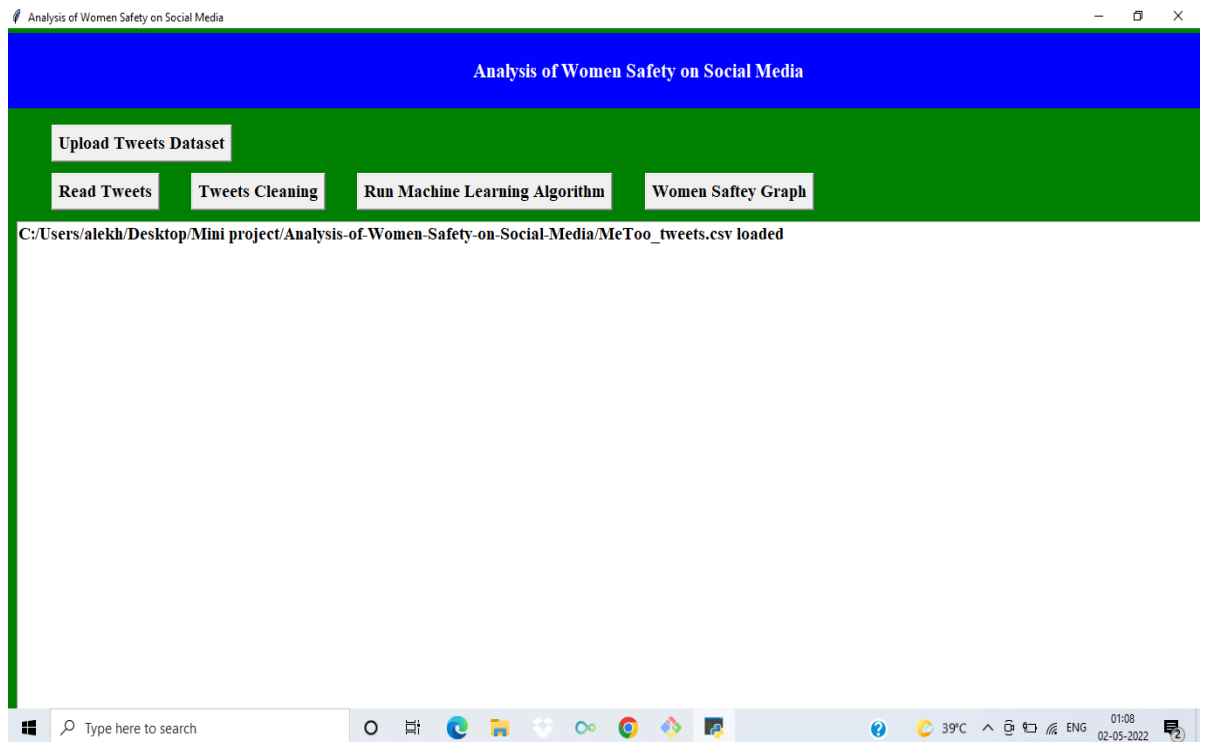 Analysis of Women Safety on Social Media
Analysis of Women Safety on Social Media
Upload Tweets Dataset
Read Tweets Tweets Cleaning Run Machine Learning Algorithm Women Saftey Graph
C:/Users/alekh/Desktop/Mini project/Analysis-of-Women-Safety-on-Social-Media/MeToo_tweets.csv loaded
Type here to search
39°C ENG
01:08
02-05-2022
2